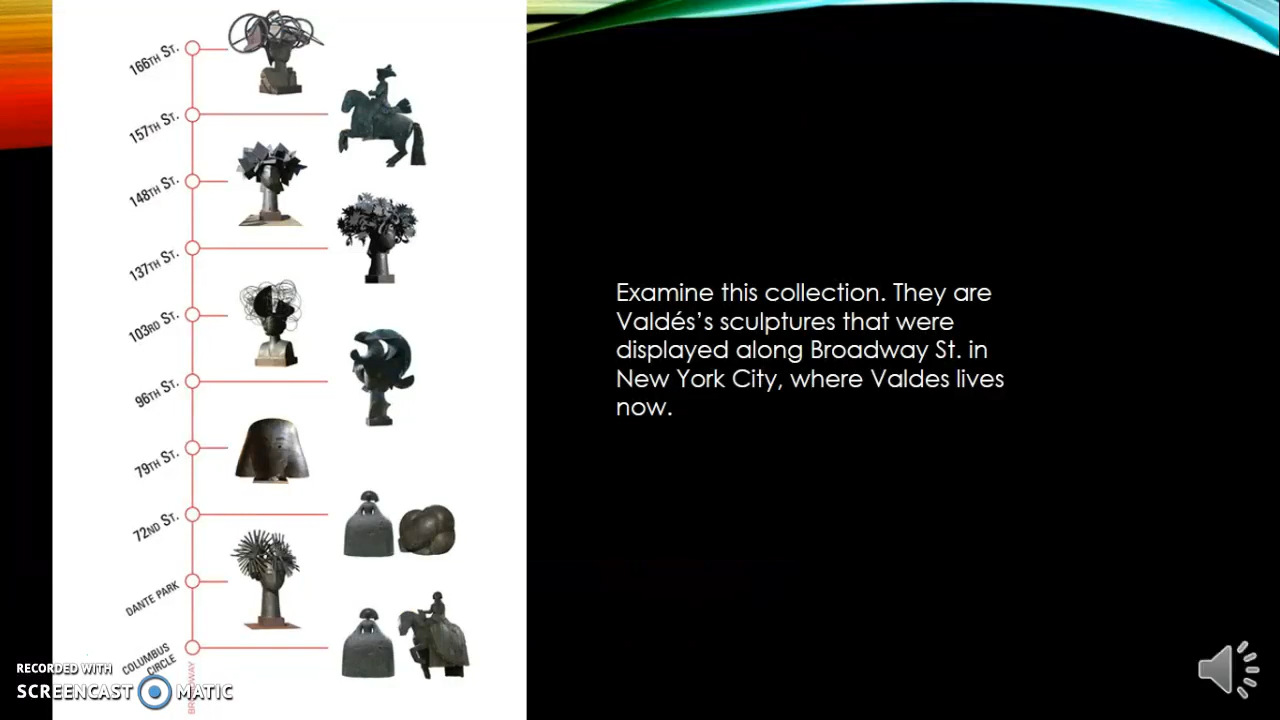 166TH ST.
157TH ST.
148TH ST.
137TH ST.
103RD ST.
96TH ST.
79TH ST.
72ND ST.
DANTE PARK
COLUMBUS
CIRCLE
BROADWAY
Examine this collection. They are
Valdés’s sculptures that were
displayed along Broadway St. in
New York City, where Valdes lives
now.
RECORDED WITH
SCREENCAST MATIC